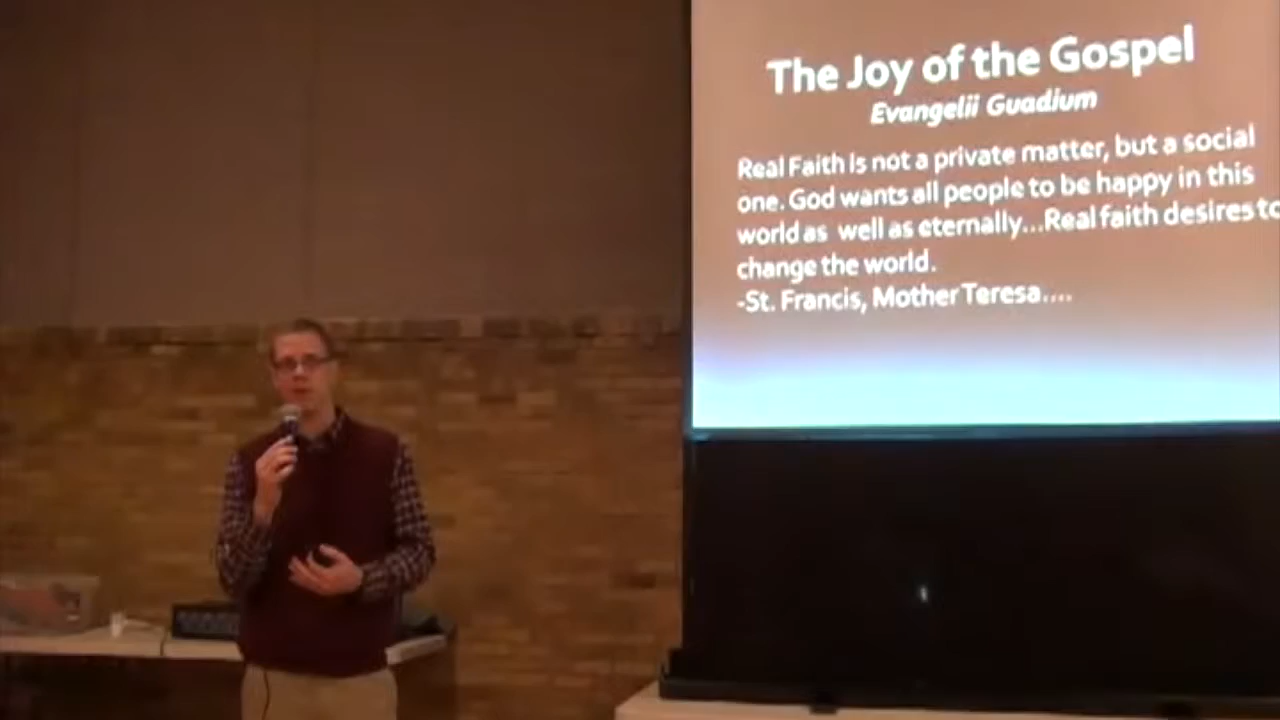 The Joy of the Gospel
Evangelii Guadium
Real Faith is not a private matter, but a social
one. God wants all people to be happy in this
world as well as eternally...Real faith desires to
change the world.
-St. Francis, Mother Teresa....